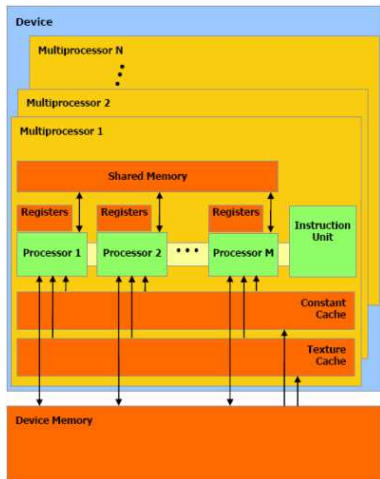 Device
Multiprocessor N
Multiprocessor 2
Multiprocessor 1
Shared Memory
Registers
Registers
Registers
Instruction
Unit
Processor 1
Processor 2
Processor M
Constant
Cache
Texture
Cache
Device Memory